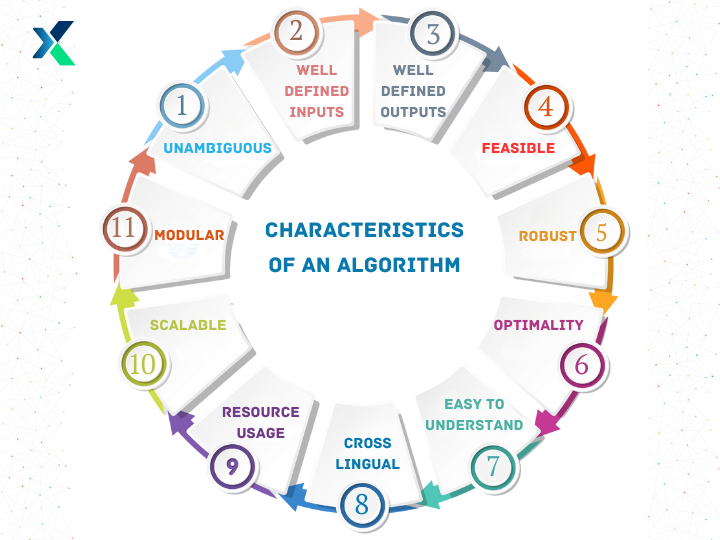 CHARACTERISTICS
OF AN ALGORITHM
1
UNAMBIGUOUS
2
WELL
DEFINED
INPUTS
3
WELL
DEFINED
OUTPUTS
4
FEASIBLE
5
ROBUST
6
OPTIMALITY
7
EASY TO
UNDERSTAND
8
CROSS
LINGUAL
9
RESOURCE
USAGE
10
SCALABLE
11
MODULAR